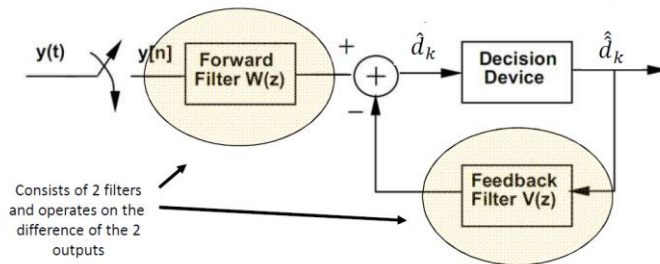 y(t)
y[n]
Forward
Filter W(z)
+
+
−
d̂ₖ
Decision
Device
d̂̂ₖ
Feedback
Filter V(z)
Consists of 2 filters
and operates on the
difference of the 2
outputs